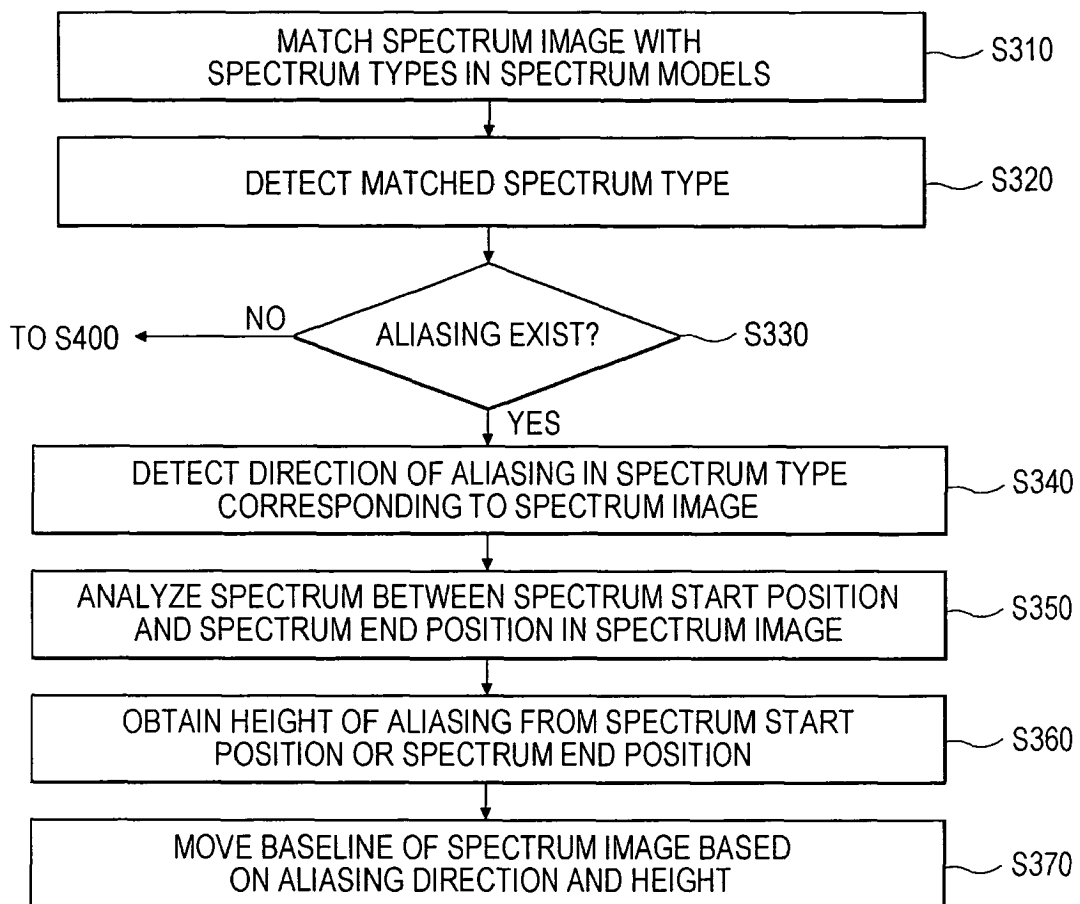 MATCH SPECTRUM IMAGE WITH
SPECTRUM TYPES IN SPECTRUM MODELS
S310
DETECT MATCHED SPECTRUM TYPE
S320
TO S400
NO
ALIASING EXIST?
S330
YES
DETECT DIRECTION OF ALIASING IN SPECTRUM TYPE
CORRESPONDING TO SPECTRUM IMAGE
S340
ANALYZE SPECTRUM BETWEEN SPECTRUM START POSITION
AND SPECTRUM END POSITION IN SPECTRUM IMAGE
S350
OBTAIN HEIGHT OF ALIASING FROM SPECTRUM START
POSITION OR SPECTRUM END POSITION
S360
MOVE BASELINE OF SPECTRUM IMAGE BASED
ON ALIASING DIRECTION AND HEIGHT
S370